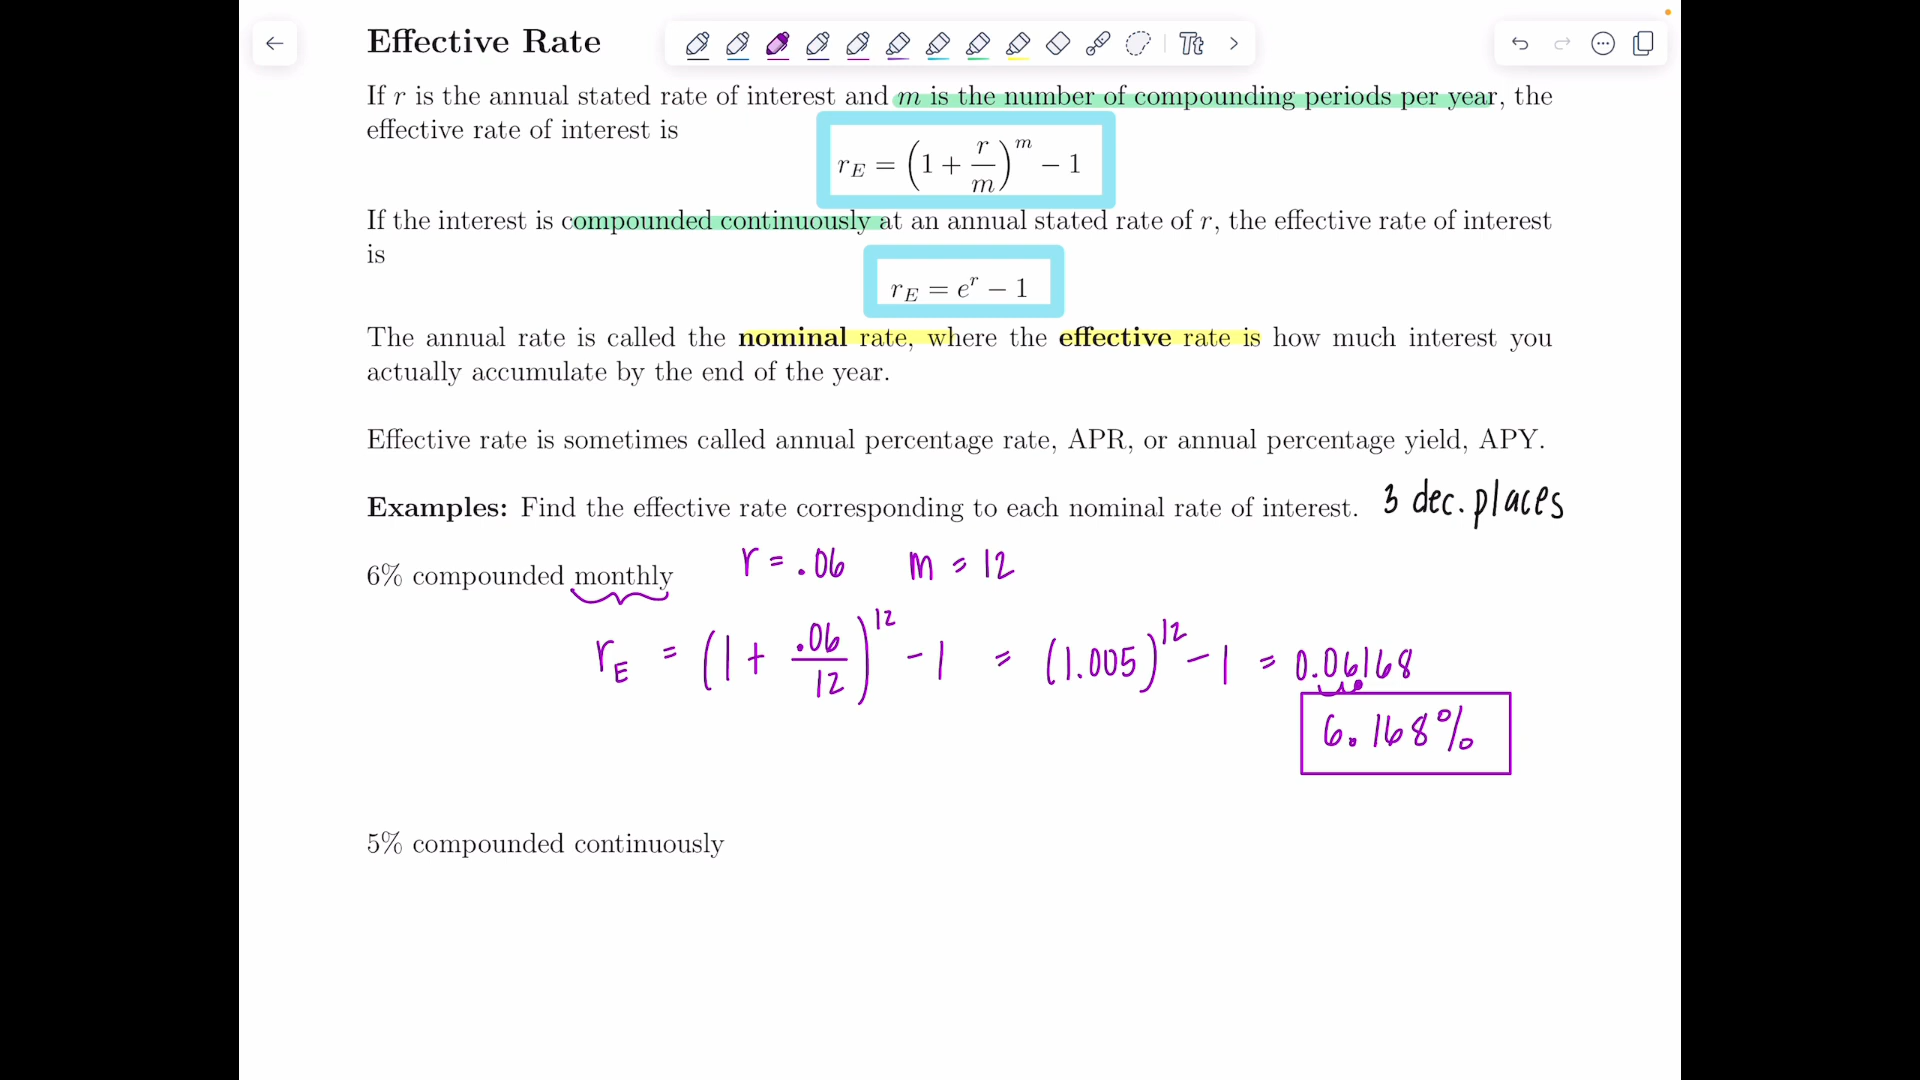 Effective Rate
Tt
If r is the annual stated rate of interest and m is the number of compounding periods per year, the
effective rate of interest is
r_E = (1 + r/m)^m − 1
If the interest is compounded continuously at an annual stated rate of r, the effective rate of interest
is
r_E = e^r − 1
The annual rate is called the nominal rate, where the effective rate is how much interest you
actually accumulate by the end of the year.
Effective rate is sometimes called annual percentage rate, APR, or annual percentage yield, APY.
Examples: Find the effective rate corresponding to each nominal rate of interest. 3 dec. places
6% compounded monthly r = .06 m = 12
r_E = (1 + .06/12)^12 − 1 = (1.005)^12 − 1 = 0.06168
6.168%
5% compounded continuously